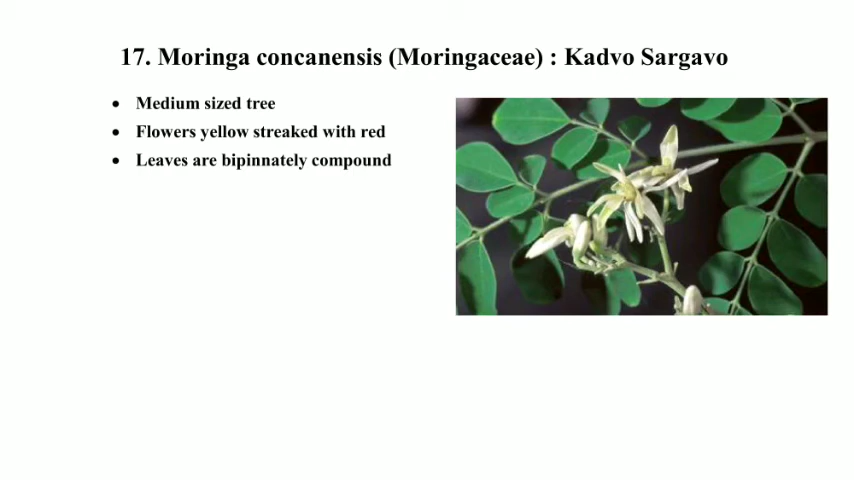 17. Moringa concanensis (Moringaceae) : Kadvo Sargavo
• Medium sized tree
• Flowers yellow streaked with red
• Leaves are bipinnately compound